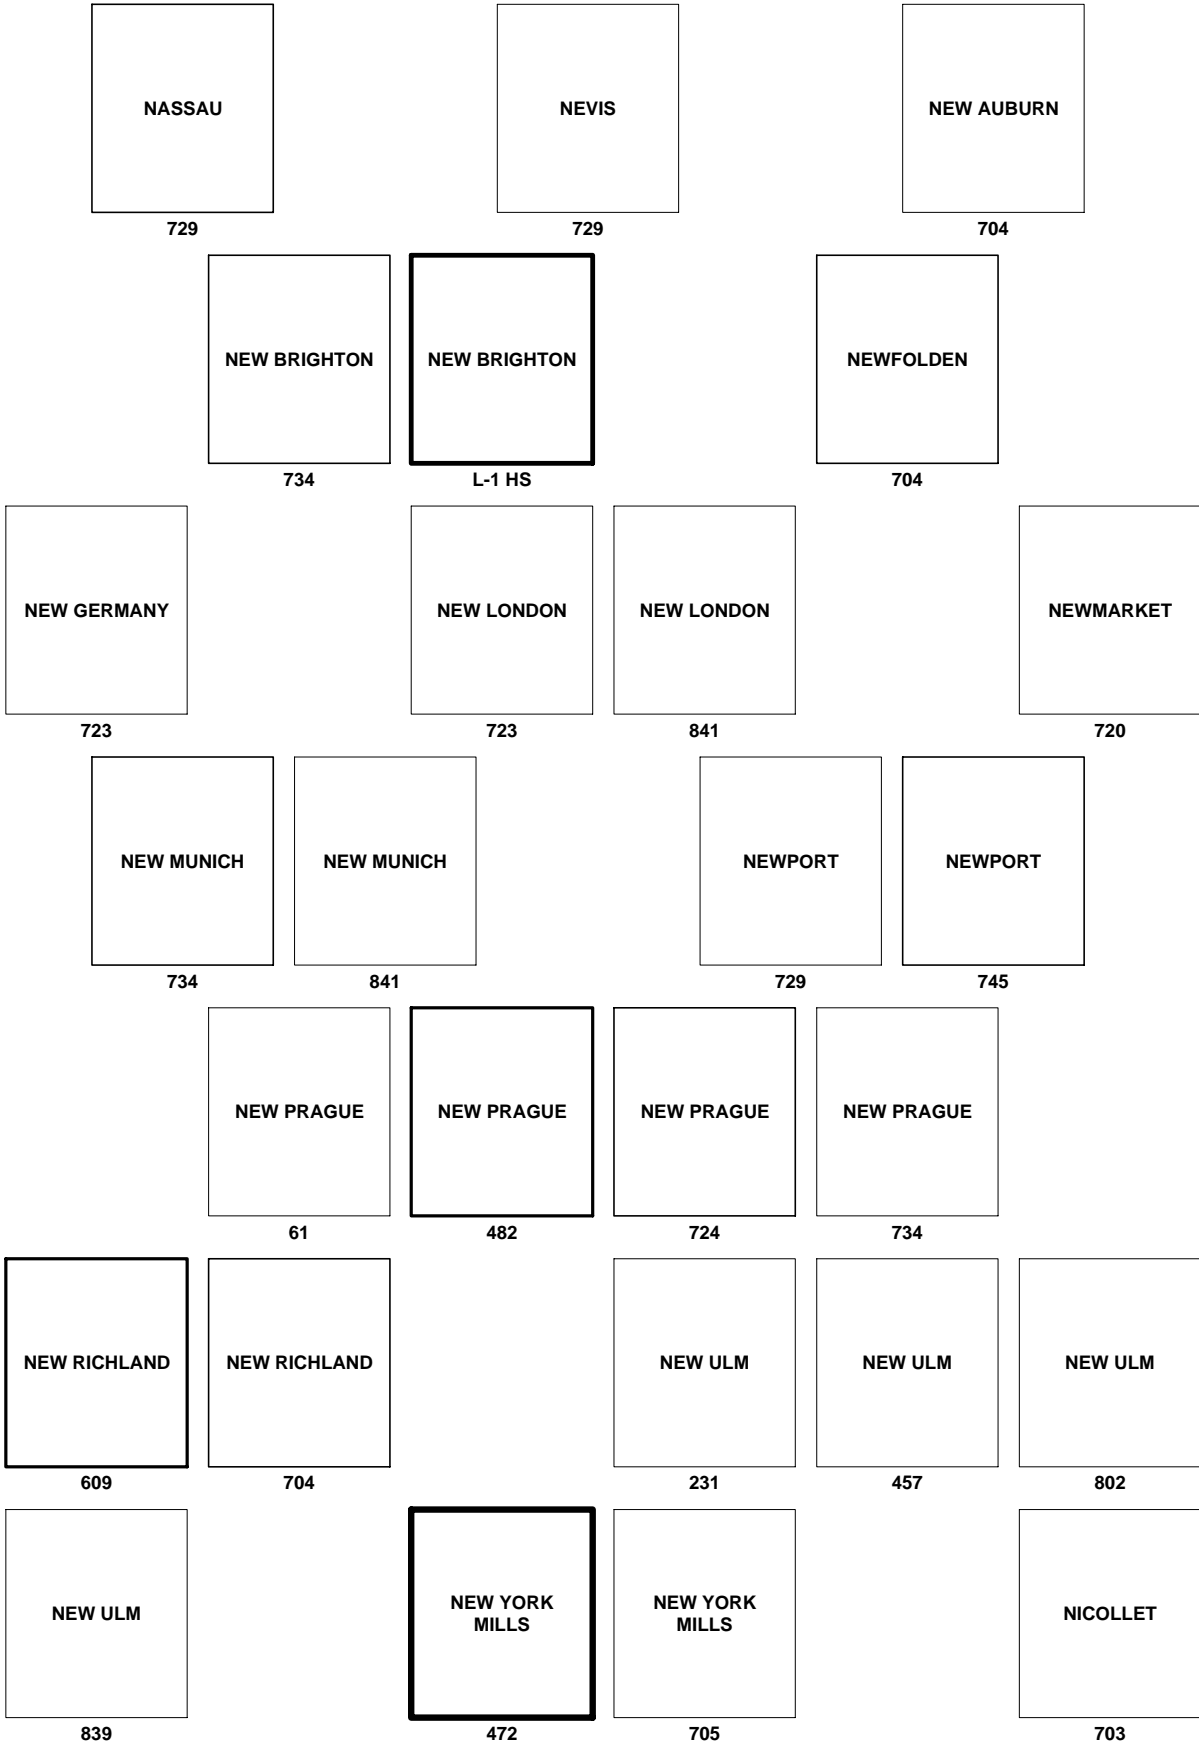 NASSAU
NEVIS
NEW AUBURN
729
729
704
NEW BRIGHTON
NEW BRIGHTON
NEWFOLDEN
734
L-1 HS
704
NEW GERMANY
NEW LONDON
NEW LONDON
NEWMARKET
723
723
841
720
NEW MUNICH
NEW MUNICH
NEWPORT
NEWPORT
734
841
729
745
NEW PRAGUE
NEW PRAGUE
NEW PRAGUE
NEW PRAGUE
61
482
724
734
NEW RICHLAND
NEW RICHLAND
NEW ULM
NEW ULM
NEW ULM
609
704
231
457
802
NEW ULM
NEW YORK
MILLS
NEW YORK
MILLS
NICOLLET
839
472
705
703